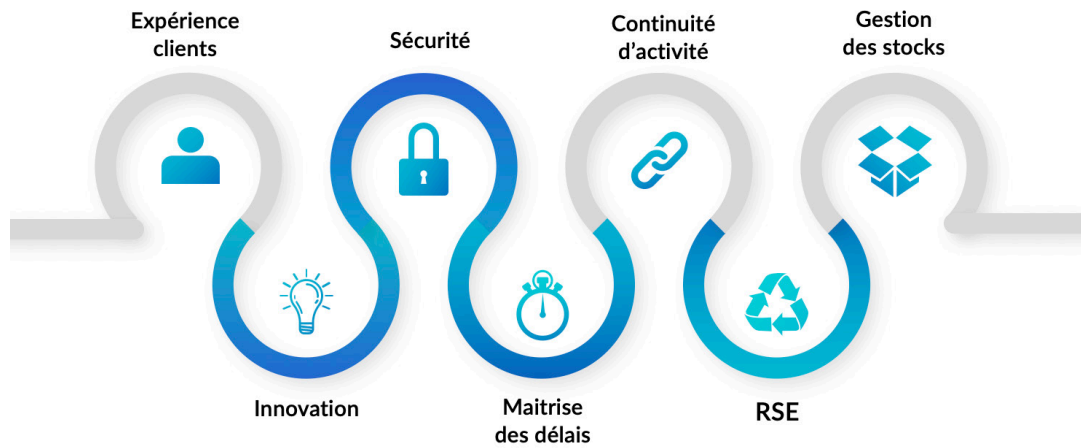 Expérience
clients
Innovation
Sécurité
Maitrise
des délais
Continuité
d'activité
RSE
Gestion
des stocks